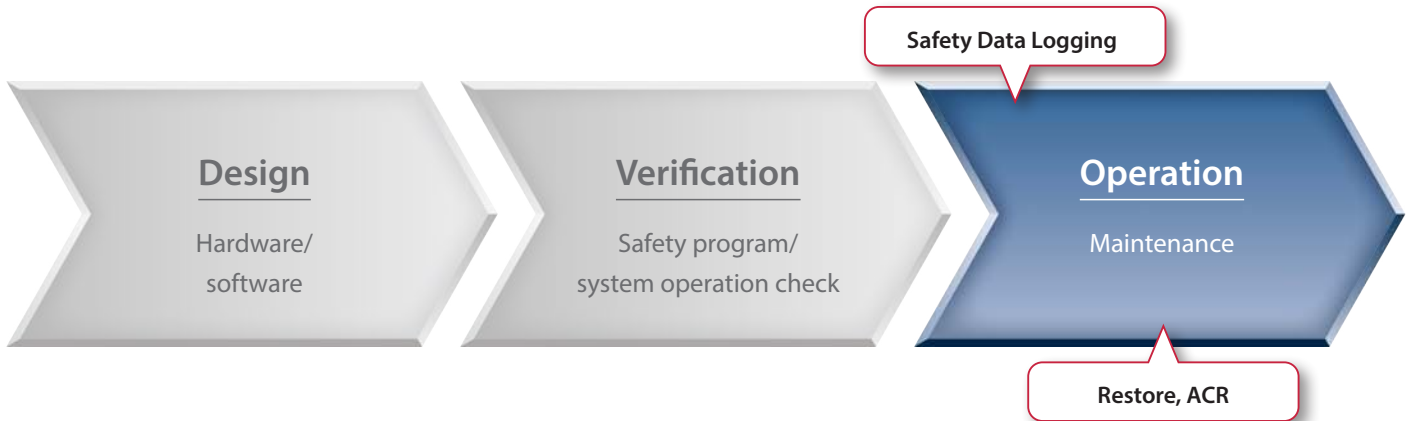 Safety Data Logging
Design
Hardware/
software
Verification
Safety program/
system operation check
Operation
Maintenance
Restore, ACR